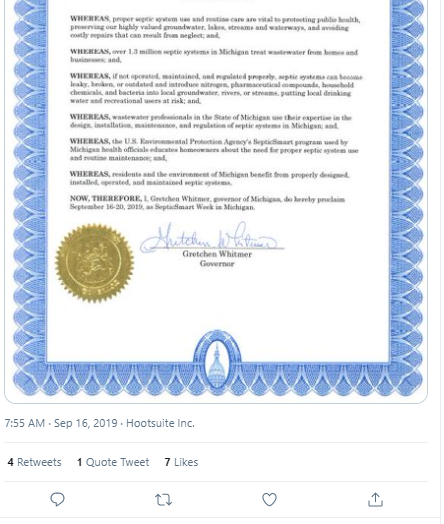 WHEREAS, proper septic system use and routine care are vital to protecting public health,
preserving our highly valued groundwater, lakes, streams and waterways, and avoiding
costly repairs that can result from neglect; and,
WHEREAS, over 1.3 million septic systems in Michigan treat wastewater from homes and
businesses; and,
WHEREAS, if not operated, maintained, and regulated properly, septic systems can become
leaky, broken, or outdated and introduce nitrogen, pharmaceutical compounds, household
chemicals, and bacteria into local groundwater, rivers, or streams, putting local drinking
water and recreational users at risk; and,
WHEREAS, wastewater professionals in the State of Michigan use their expertise in the
design, installation, maintenance, and regulation of septic systems in Michigan; and,
WHEREAS, the U.S. Environmental Protection Agency's SepticSmart program used by
Michigan health officials educates homeowners about the need for proper septic system use
and routine maintenance; and,
WHEREAS, residents and the environment of Michigan benefit from properly designed,
installed, operated, and maintained septic systems.
NOW, THEREFORE, I, Gretchen Whitmer, governor of Michigan, do hereby proclaim
September 16-20, 2019, as SepticSmart Week in Michigan.
Gretchen Whitmer
Gretchen Whitmer
Governor
7:55 AM · Sep 16, 2019 · Hootsuite Inc.
4 Retweets 1 Quote Tweet 7 Likes